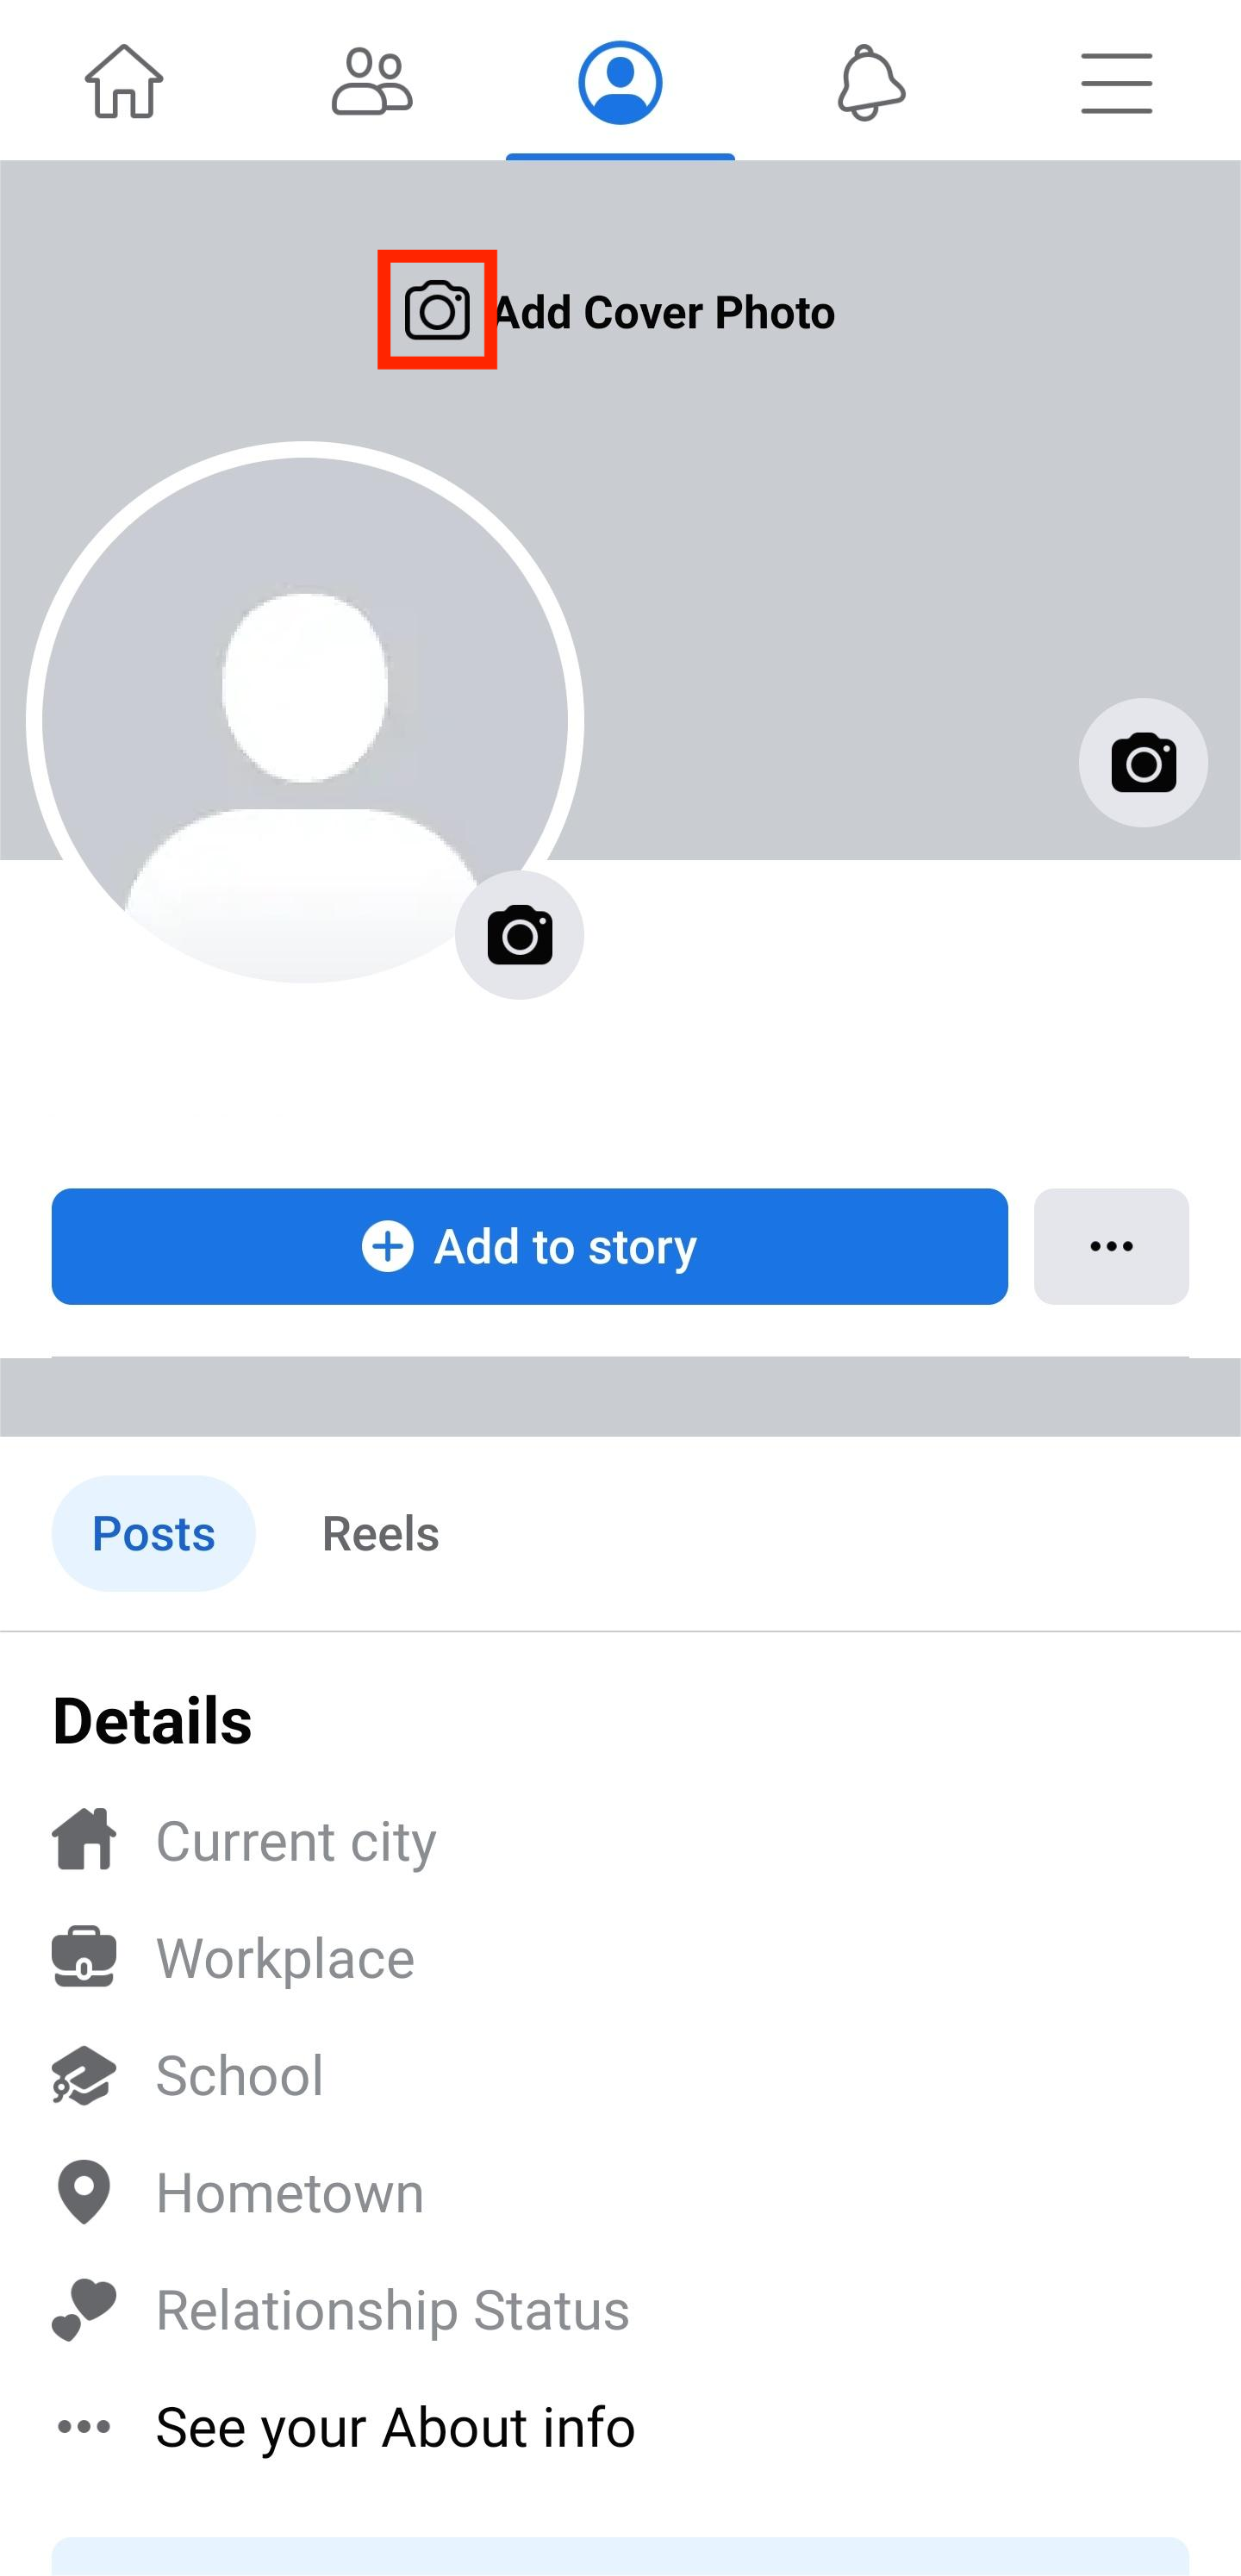 Add Cover Photo
Add to story
Posts Reels
Details
Current city
Workplace
School
Hometown
Relationship Status
See your About info